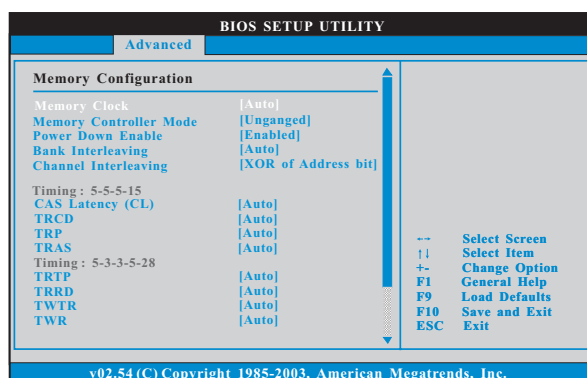 BIOS SETUP UTILITY
Advanced
Memory Configuration
Memory Clock [Auto]
Memory Controller Mode [Unganged]
Power Down Enable [Enabled]
Bank Interleaving [Auto]
Channel Interleaving [XOR of Address bit]
Timing : 5-5-5-15
CAS Latency (CL) [Auto]
TRCD [Auto]
TRP [Auto]
TRAS [Auto]
Timing : 5-3-3-5-28
TRTP [Auto]
TRRD [Auto]
TWTR [Auto]
TWR [Auto]
←→ Select Screen
↑↓ Select Item
+- Change Option
F1 General Help
F9 Load Defaults
F10 Save and Exit
ESC Exit
v02.54 (C) Copyright 1985-2003, American Megatrends, Inc.